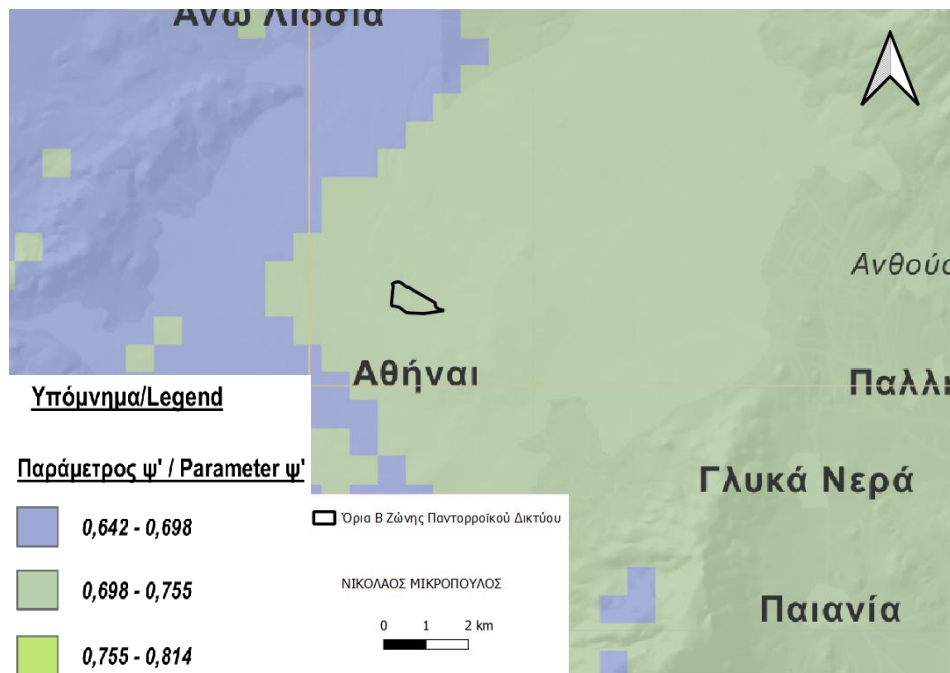 Άνω Λιόσια
Ανθούσ
Αθήναι
Παλλ
Υπόμνημα/Legend
Γλυκά Νερά
Παράμετρος ψ' / Parameter ψ'
0,642 - 0,698
Όρια Β Ζώνης Παντορροϊκού Δικτύου
0,698 - 0,755
ΝΙΚΟΛΑΟΣ ΜΙΚΡΟΠΟΥΛΟΣ
Παιανία
0 1 2 km
0,755 - 0,814